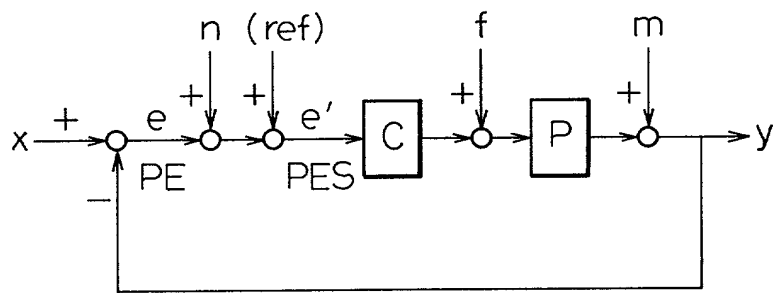 n (ref) f m
+ + + +
x + e e′ C P y
− PE PES